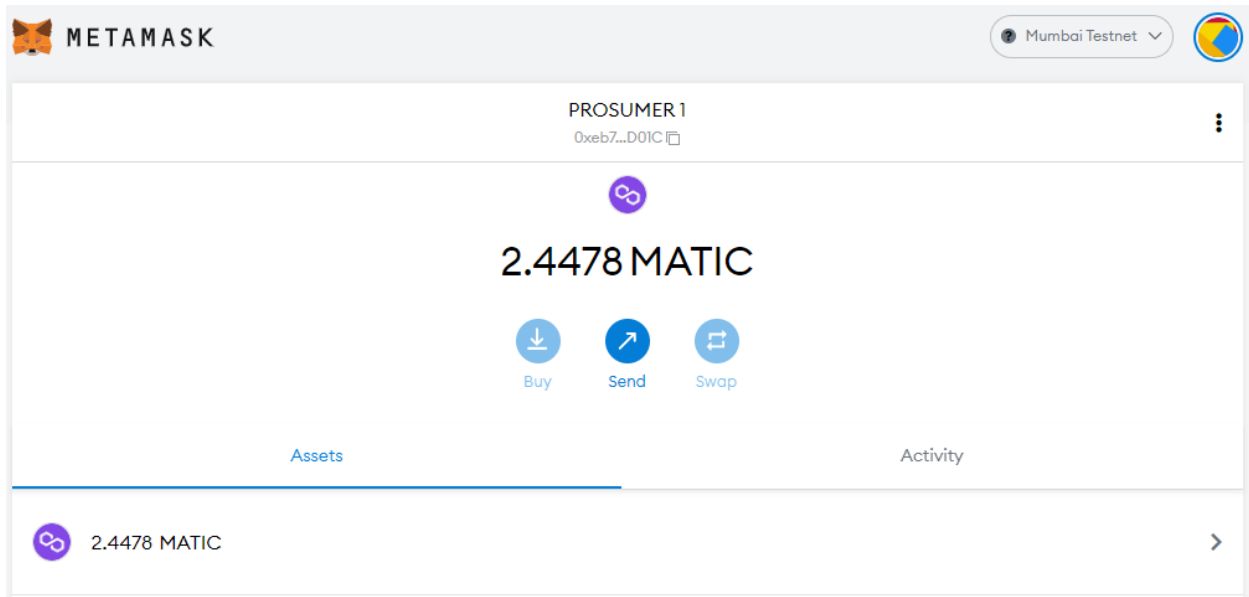 METAMASK
Mumbai Testnet
PROSUMER 1
0xeb7...D01C
2.4478 MATIC
Buy Send Swap
Assets Activity
2.4478 MATIC